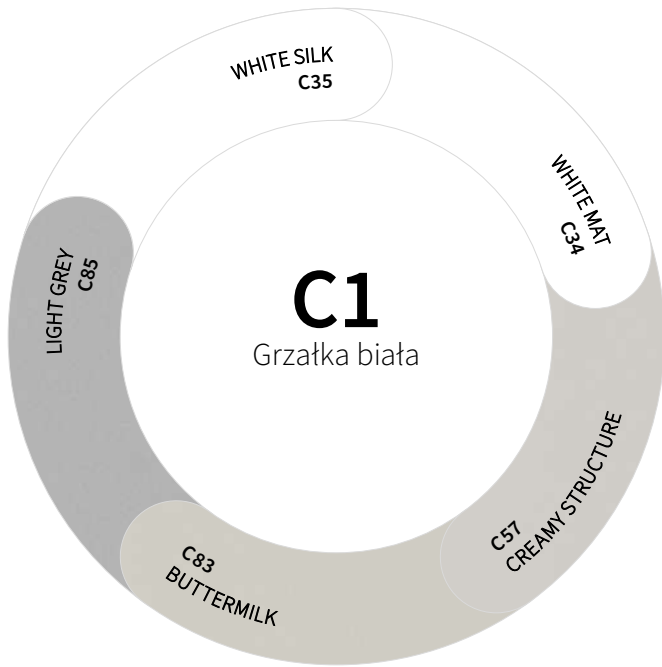 WHITE SILK
C35
WHITE MAT
C34
LIGHT GREY
C85
C1
Grzałka biała
C57
CREAMY STRUCTURE
C83
BUTTERMILK